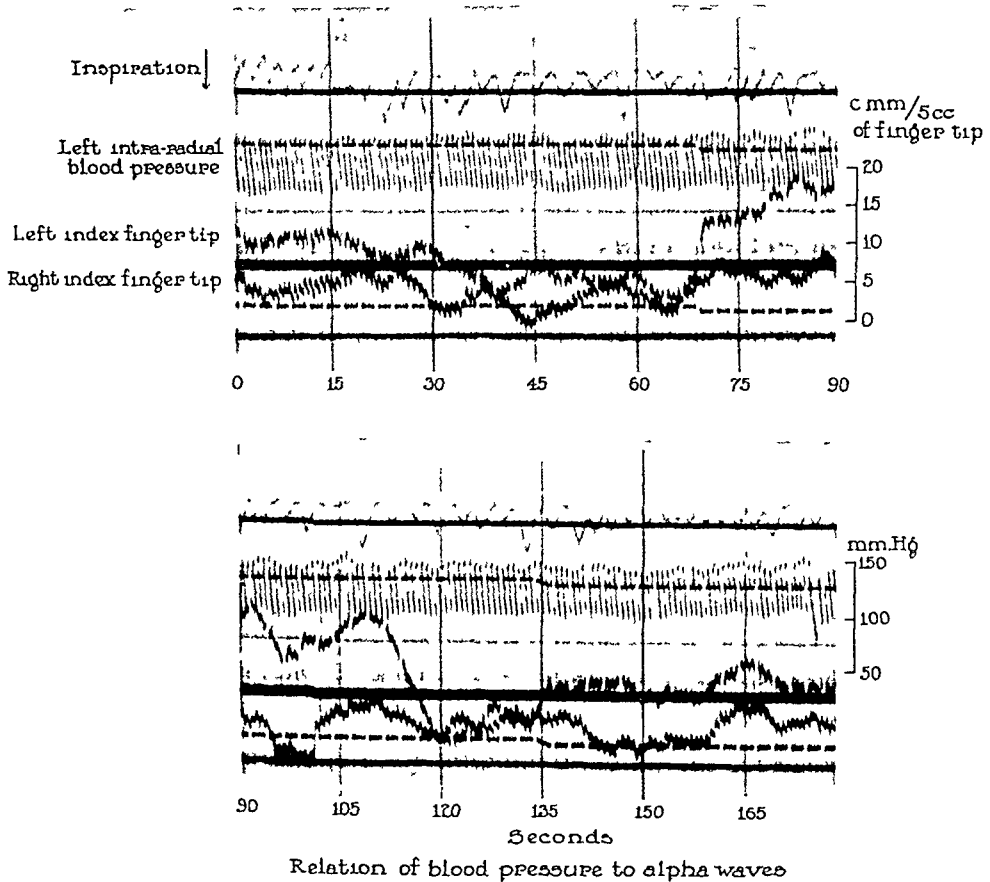 Inspiration
c mm/5cc
of finger tip
Left intra-radial
blood pressure
20
15
Left index finger tip
10
Right index finger tip
5
0
0 15 30 45 60 75 90
mm.Hg
150
100
50
90 105 120 135 150 165
Seconds
Relation of blood pressure to alpha waves